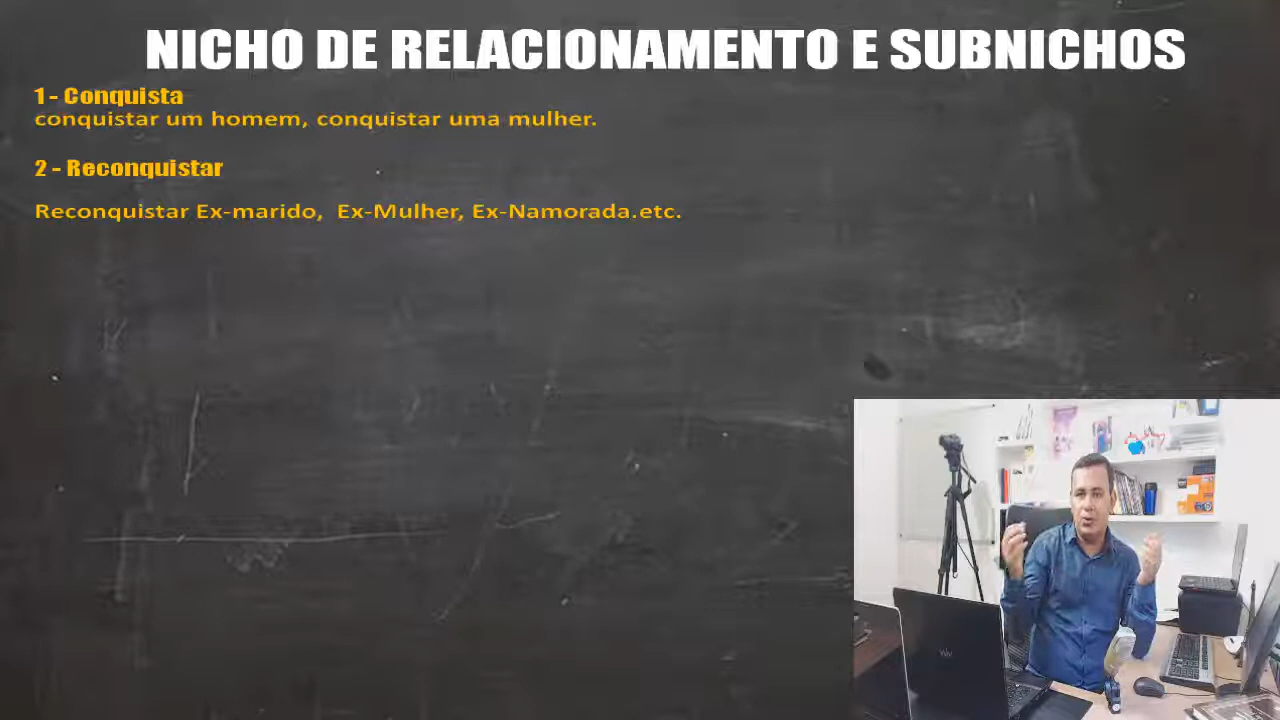 NICHO DE RELACIONAMENTO E SUBNICHOS
1 - Conquista
conquistar um homem, conquistar uma mulher.
2 - Reconquistar
Reconquistar Ex-marido, Ex-Mulher, Ex-Namorada.etc.